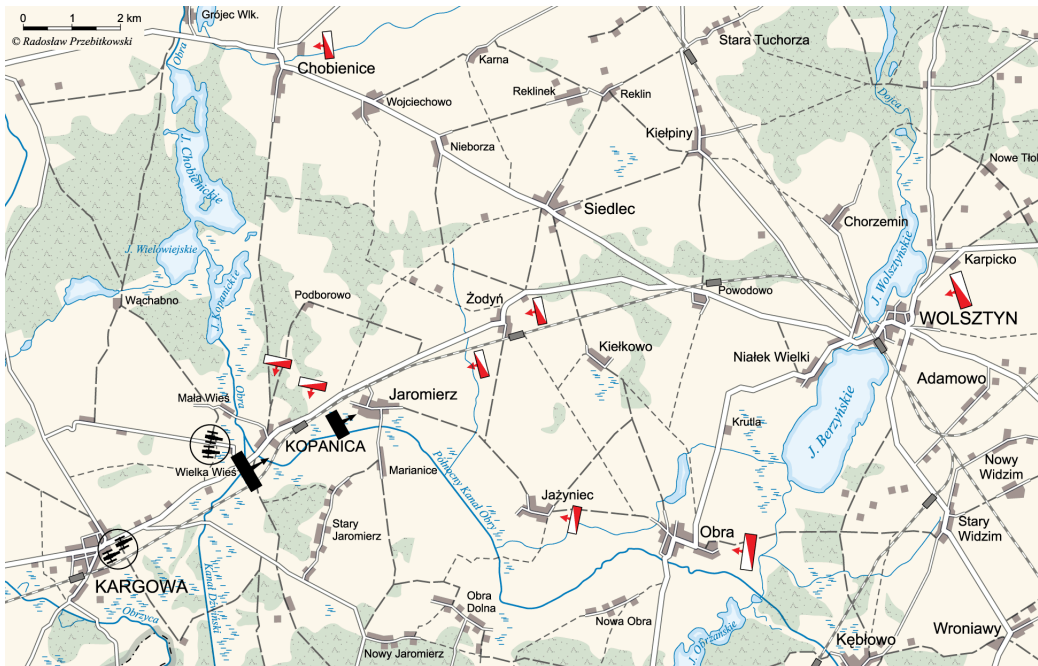 0 1 2 km
© Radosław Przebitkowski
Grójec Wlk.
Obra
Chobienice
Karna
Stara Tuchorza
Wojciechowo
Reklinek
Reklin
Dojca
J. Chobienickie
Nieborza
Kiełpiny
Nowe Tło
Siedlec
Chorzemin
J. Wielowiejskie
J. Wolsztyńskie
Karpicko
J. Kopanickie
Wąchabno
Podborowo
Żodyń
Powodowo
WOLSZTYN
Kiełkowo
Niałek Wielki
Obra
Adamowo
Mała Wieś
Jaromierz
Krutla
J. Berzyńskie
KOPANICA
Wielka Wieś
Marianice
Północny Kanał Obry
Nowy
Widzim
Jażyniec
Stary
Jaromierz
Obra
Stary
Widzim
KARGOWA
Kanał Dźwiński
Obrzyca
Obra
Dolna
Nowa Obra
J. Obrzańskie
Wroniawy
Kębłowo
Nowy Jaromierz